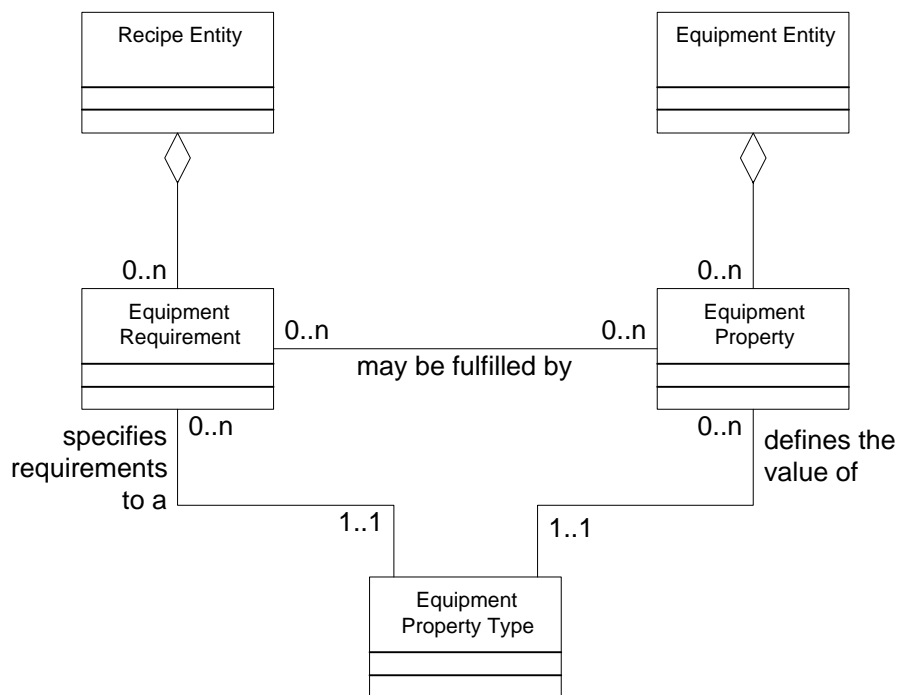 Recipe Entity
Equipment Entity
0..n
0..n
Equipment
Requirement
Equipment
Property
0..n
0..n
may be fulfilled by
0..n
0..n
specifies
requirements
to a
defines the
value of
1..1
1..1
Equipment
Property Type